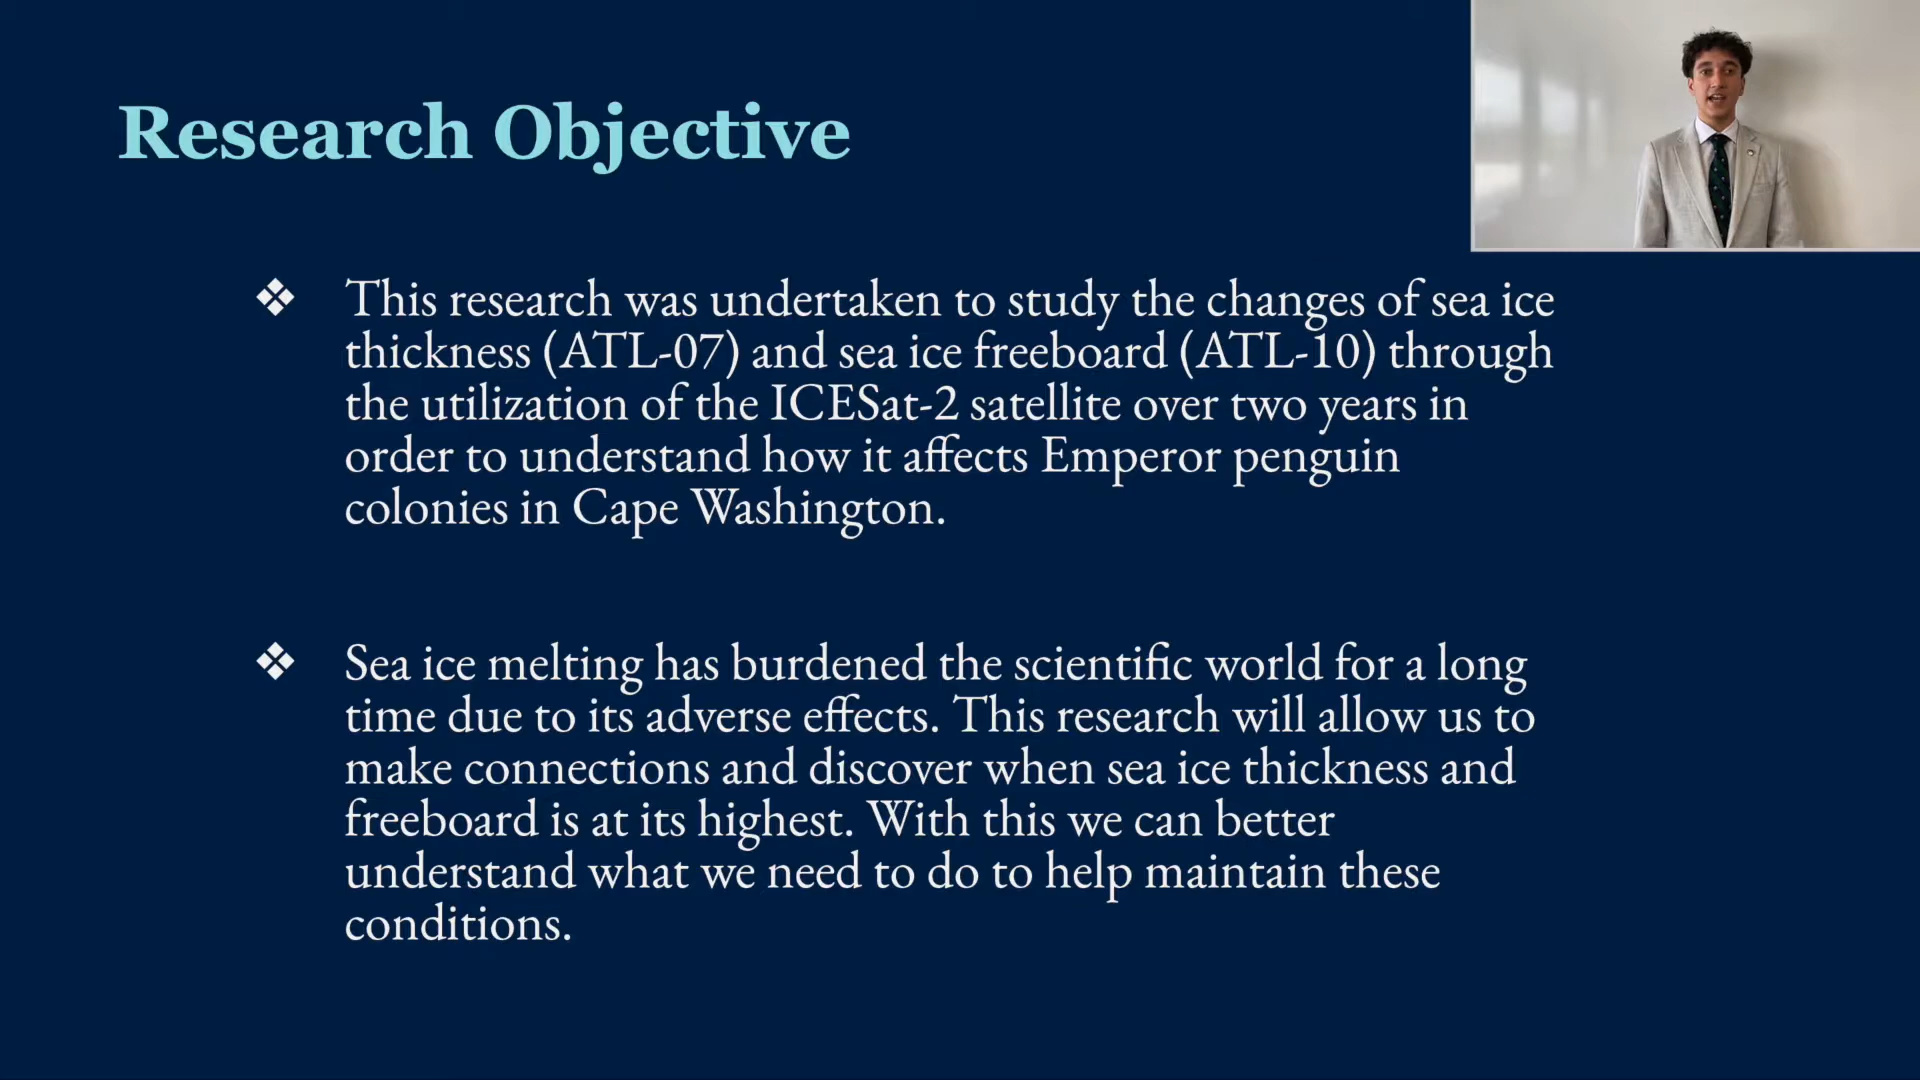 Research Objective
❖ This research was undertaken to study the changes of sea ice
thickness (ATL-07) and sea ice freeboard (ATL-10) through
the utilization of the ICESat-2 satellite over two years in
order to understand how it affects Emperor penguin
colonies in Cape Washington.
❖ Sea ice melting has burdened the scientific world for a long
time due to its adverse effects. This research will allow us to
make connections and discover when sea ice thickness and
freeboard is at its highest. With this we can better
understand what we need to do to help maintain these
conditions.